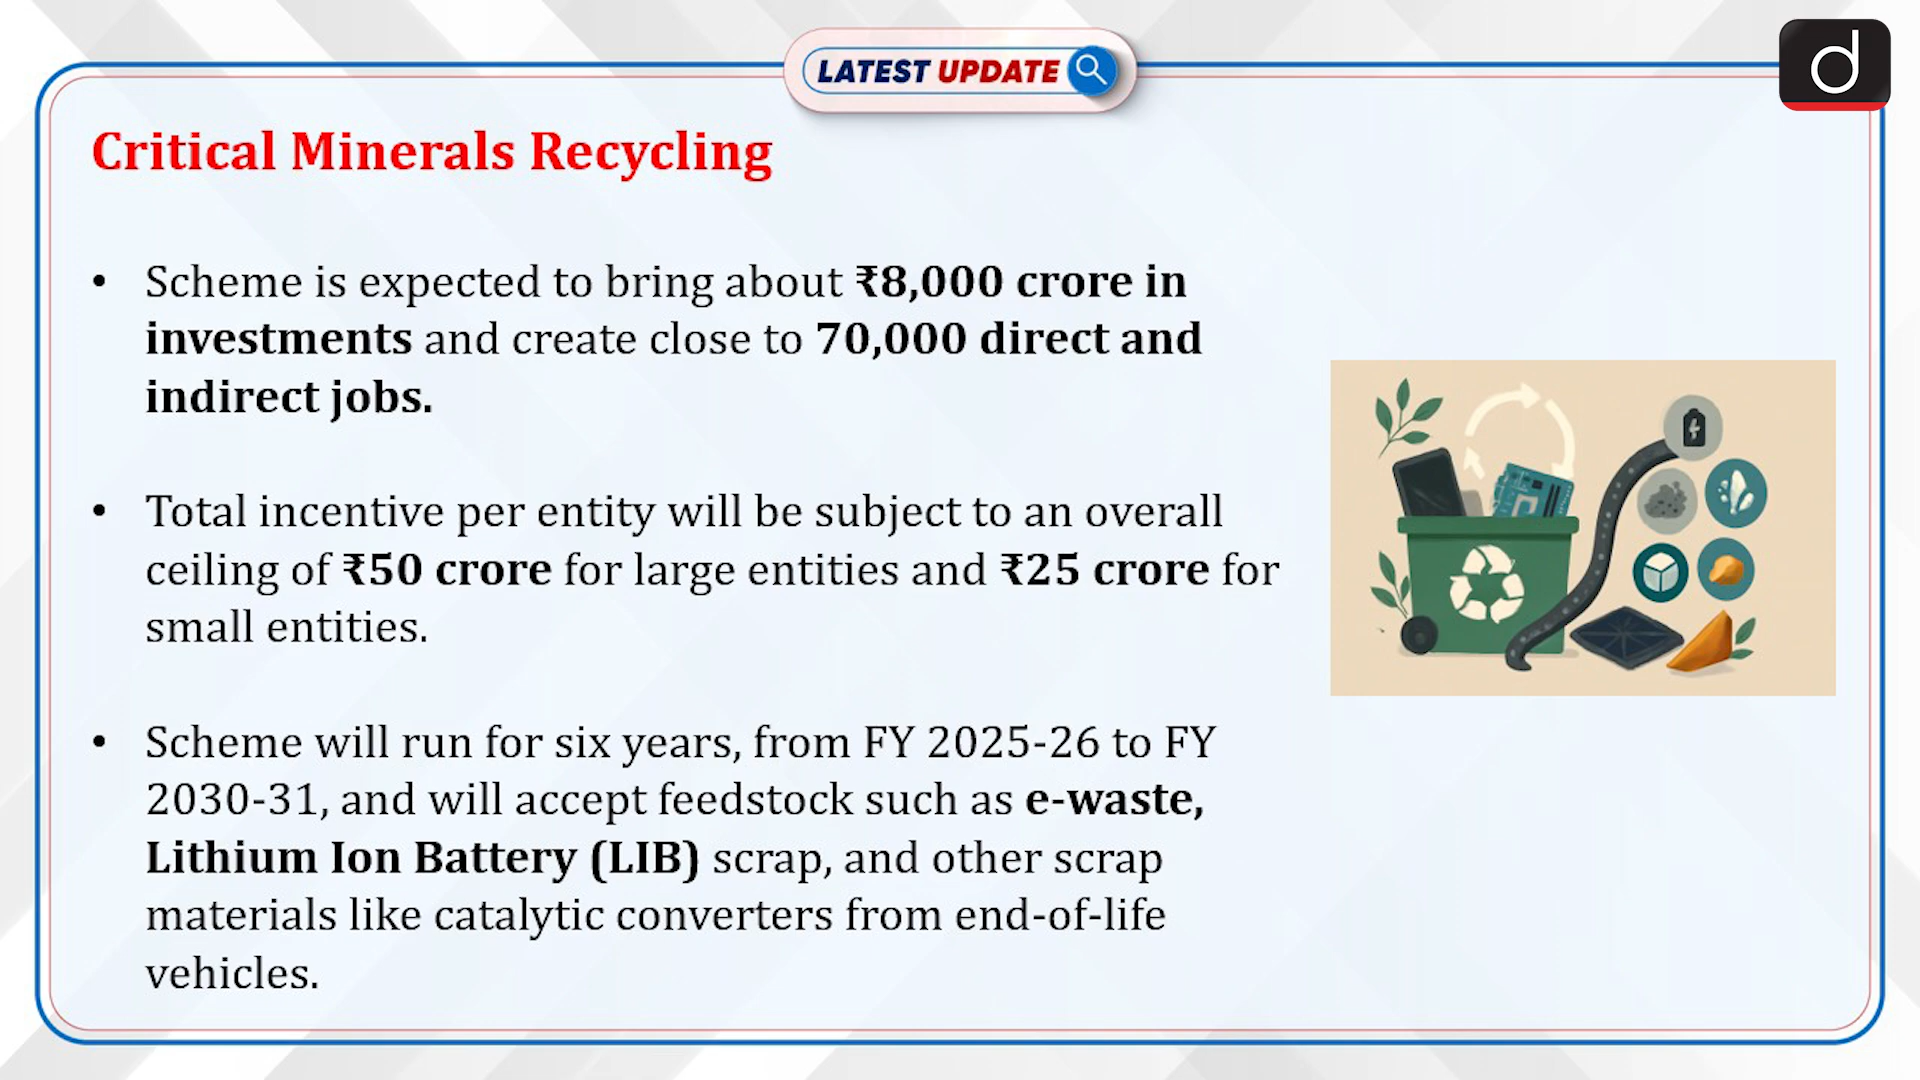 LATEST UPDATE
d
Critical Minerals Recycling
• Scheme is expected to bring about ₹8,000 crore in
investments and create close to 70,000 direct and
indirect jobs.
• Total incentive per entity will be subject to an overall
ceiling of ₹50 crore for large entities and ₹25 crore for
small entities.
• Scheme will run for six years, from FY 2025-26 to FY
2030-31, and will accept feedstock such as e-waste,
Lithium Ion Battery (LIB) scrap, and other scrap
materials like catalytic converters from end-of-life
vehicles.